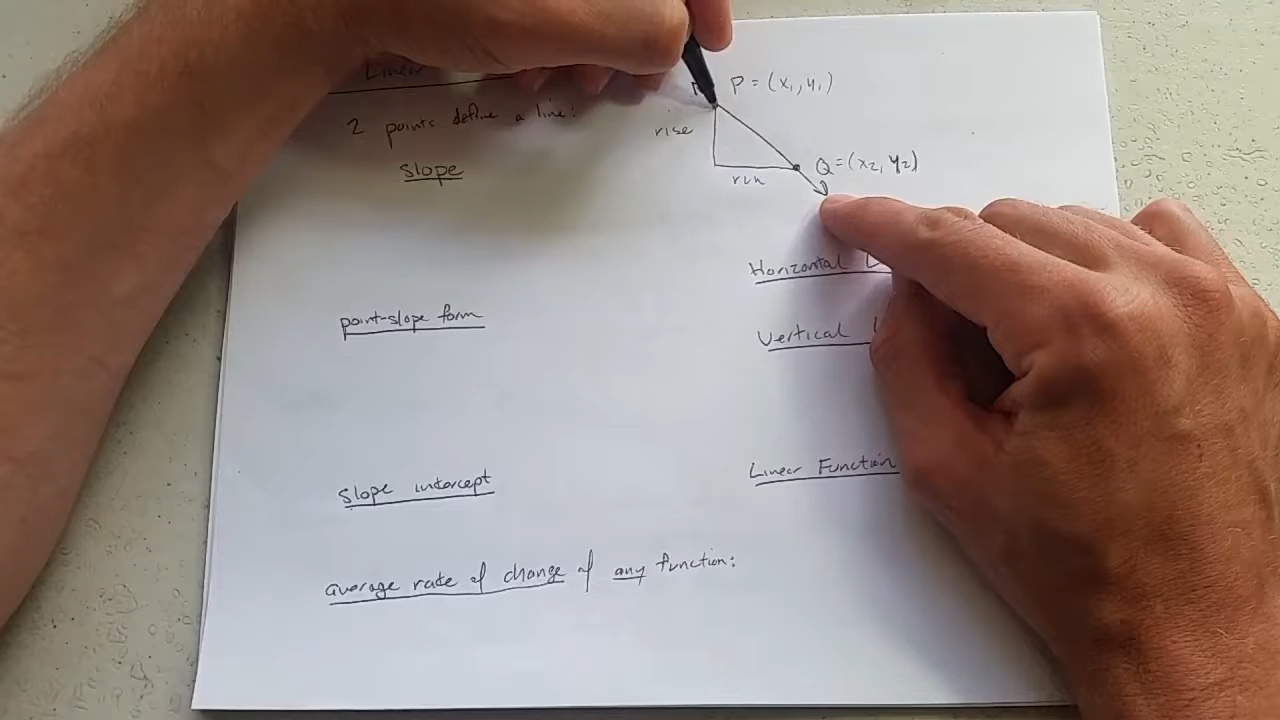 Linear
2 points define a line:
slope
P = (x₁, y₁)
rise
Q = (x₂, y₂)
run
Horizontal
Vertical
point-slope form
Linear Function
slope intercept
average rate of change of any function: